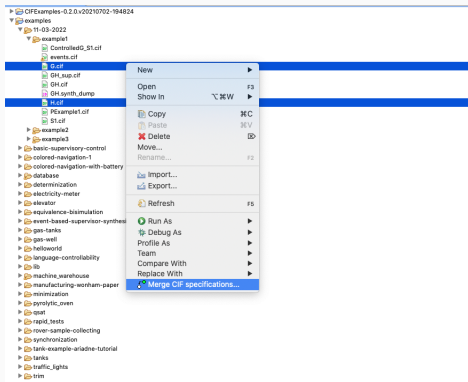 CIFExamples-0.2.0.v20210702-194824
examples
11-03-2022
example1
ControlledG_S1.cif
events.cif
G.cif
GH_sup.cif
GH.cif
GH.synth_dump
H.cif
PExample1.cif
S1.cif
example2
example3
basic-supervisory-control
colored-navigation-1
colored-navigation-with-battery
database
determinization
electricity-meter
elevator
equivalence-bisimulation
event-based-supervisor-synthesi
gas-tanks
gas-well
helloworld
language-controllability
lib
machine_warehouse
manufacturing-wonham-paper
minimization
pyrolytic_oven
qsat
rapid_tests
rover-sample-collecting
synchronization
tank-example-ariadne-tutorial
tanks
traffic_lights
trim
New
Open F3
Show In ⌥⌘W
Copy ⌘C
Paste ⌘V
Delete ⌦
Move...
Rename... F2
Import...
Export...
Refresh F5
Run As
Debug As
Profile As
Team
Compare With
Replace With
Merge CIF specifications...